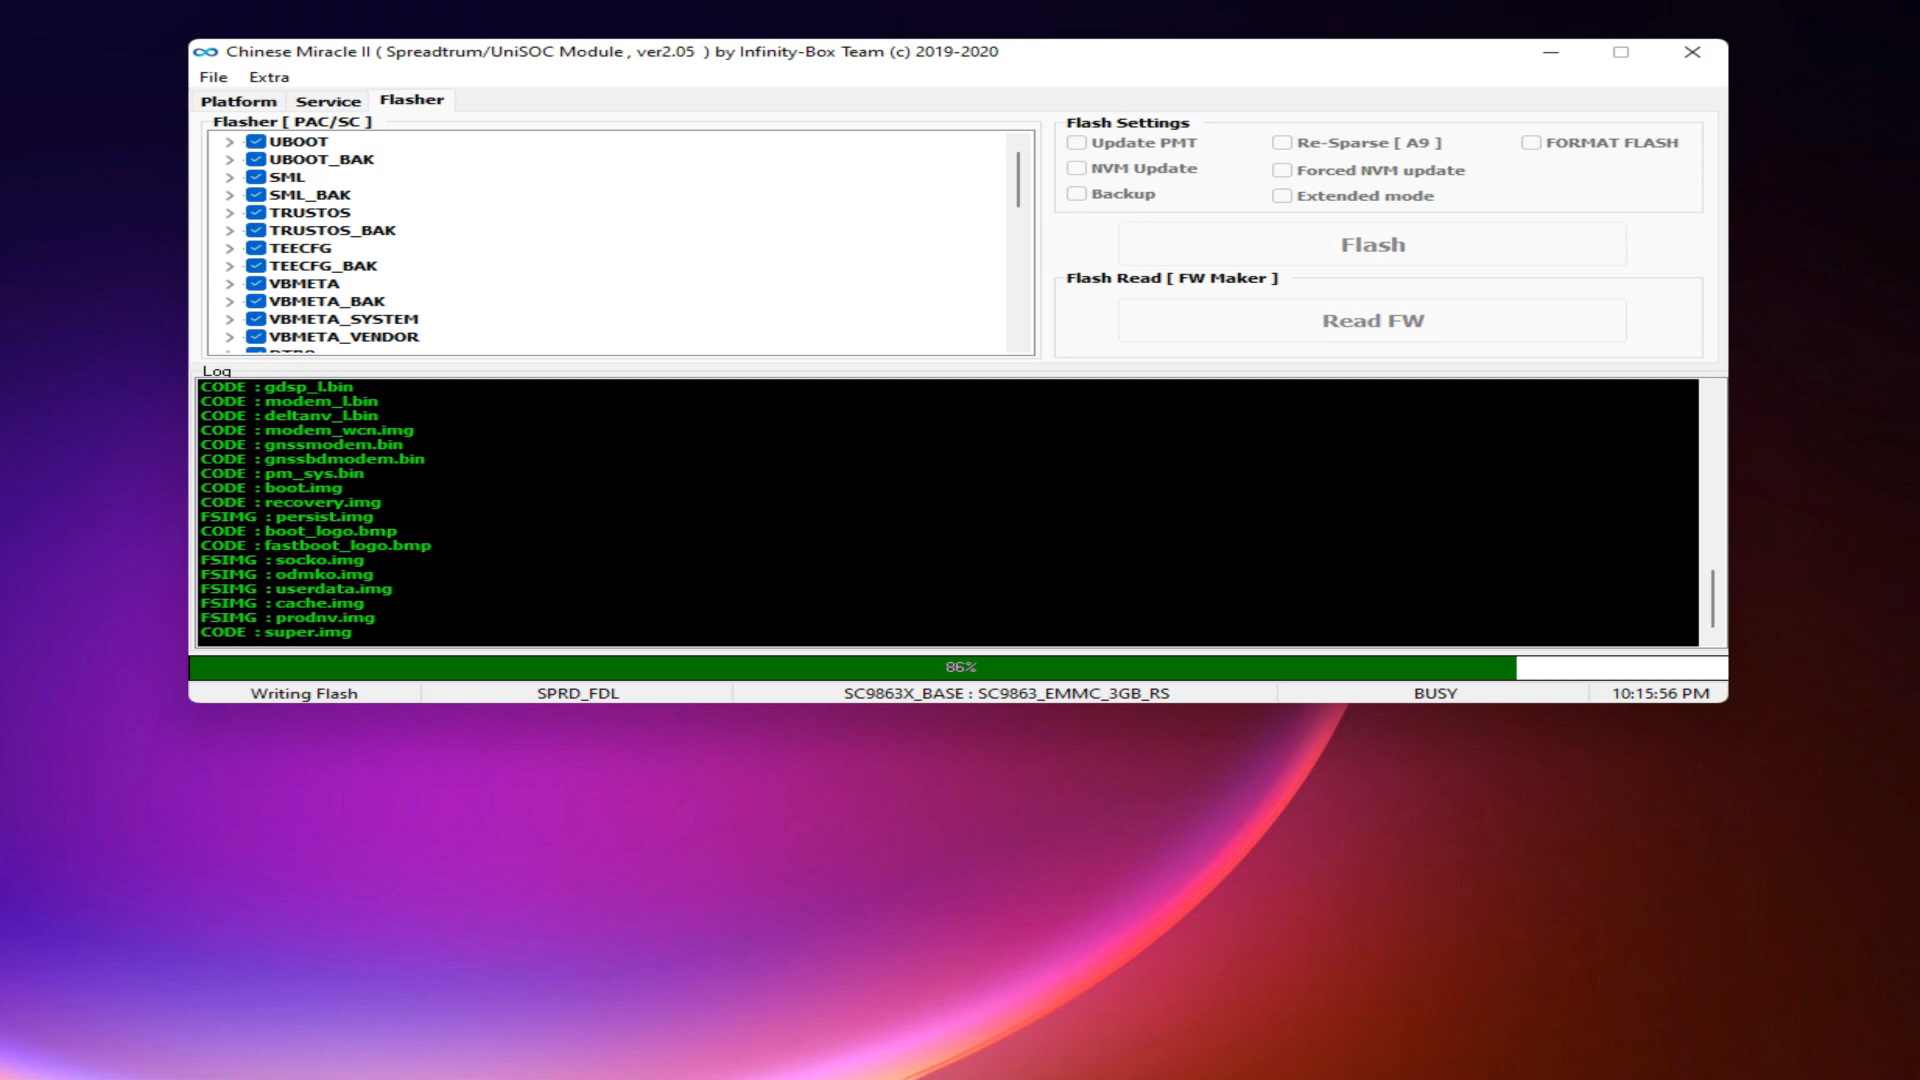 Chinese Miracle II ( Spreadtrum/UniSOC Module , ver2.05 ) by Infinity-Box Team (c) 2019-2020
File Extra
Platform Service Flasher
Flasher [ PAC/SC ]
UBOOT
UBOOT_BAK
SML
SML_BAK
TRUSTOS
TRUSTOS_BAK
TEECFG
TEECFG_BAK
VBMETA
VBMETA_BAK
VBMETA_SYSTEM
VBMETA_VENDOR
Flash Settings
Update PMT Re-Sparse [ A9 ] FORMAT FLASH
NVM Update Forced NVM update
Backup Extended mode
Flash
Flash Read [ FW Maker ]
Read FW
Log
CODE : gdsp_l.bin
CODE : modem_l.bin
CODE : deltanv_l.bin
CODE : modem_wcn.img
CODE : gnssmodem.bin
CODE : gnssbdmodem.bin
CODE : pm_sys.bin
CODE : boot.img
CODE : recovery.img
FSIMG : persist.img
CODE : boot_logo.bmp
CODE : fastboot_logo.bmp
FSIMG : socko.img
FSIMG : odmko.img
FSIMG : userdata.img
FSIMG : cache.img
FSIMG : prodnv.img
CODE : super.img
86%
Writing Flash SPRD_FDL SC9863X_BASE : SC9863_EMMC_3GB_RS BUSY 10:15:56 PM